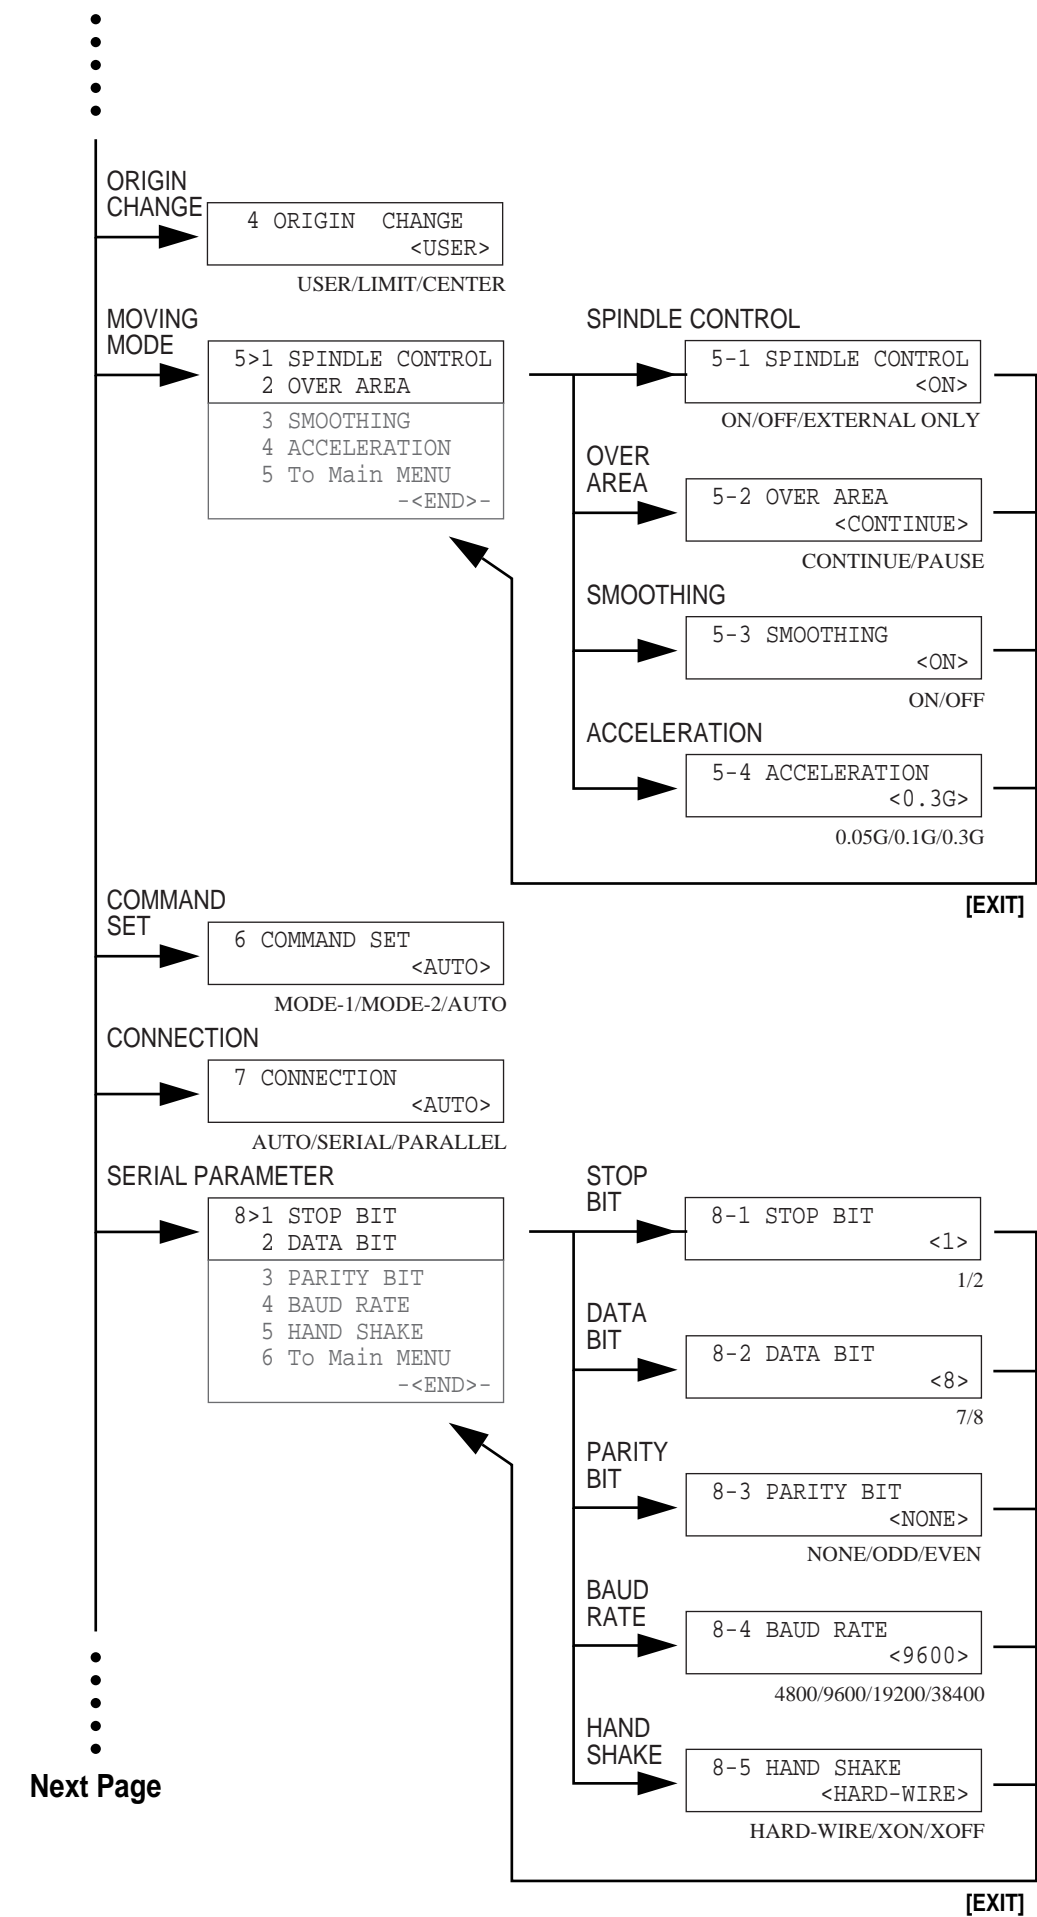 ORIGIN
CHANGE
4 ORIGIN CHANGE
<USER>
USER/LIMIT/CENTER
MOVING
MODE
5>1 SPINDLE CONTROL
2 OVER AREA
3 SMOOTHING
4 ACCELERATION
5 To Main MENU
-<END>-
SPINDLE CONTROL
5-1 SPINDLE CONTROL
<ON>
ON/OFF/EXTERNAL ONLY
OVER
AREA
5-2 OVER AREA
<CONTINUE>
CONTINUE/PAUSE
SMOOTHING
5-3 SMOOTHING
<ON>
ON/OFF
ACCELERATION
5-4 ACCELERATION
<0.3G>
0.05G/0.1G/0.3G
[EXIT]
COMMAND
SET
6 COMMAND SET
<AUTO>
MODE-1/MODE-2/AUTO
CONNECTION
7 CONNECTION
<AUTO>
AUTO/SERIAL/PARALLEL
SERIAL PARAMETER
8>1 STOP BIT
2 DATA BIT
3 PARITY BIT
4 BAUD RATE
5 HAND SHAKE
6 To Main MENU
-<END>-
STOP
BIT
8-1 STOP BIT
<1>
1/2
DATA
BIT
8-2 DATA BIT
<8>
7/8
PARITY
BIT
8-3 PARITY BIT
<NONE>
NONE/ODD/EVEN
BAUD
RATE
8-4 BAUD RATE
<9600>
4800/9600/19200/38400
HAND
SHAKE
8-5 HAND SHAKE
<HARD-WIRE>
HARD-WIRE/XON/XOFF
[EXIT]
Next Page